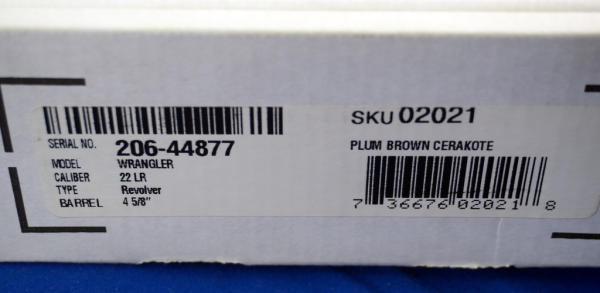 SKU 02021
SERIAL NO. 206-44877
PLUM BROWN CERAKOTE
MODEL WRANGLER
CALIBER 22 LR
TYPE Revolver
BARREL 4 5/8"
7 36676 02021 8